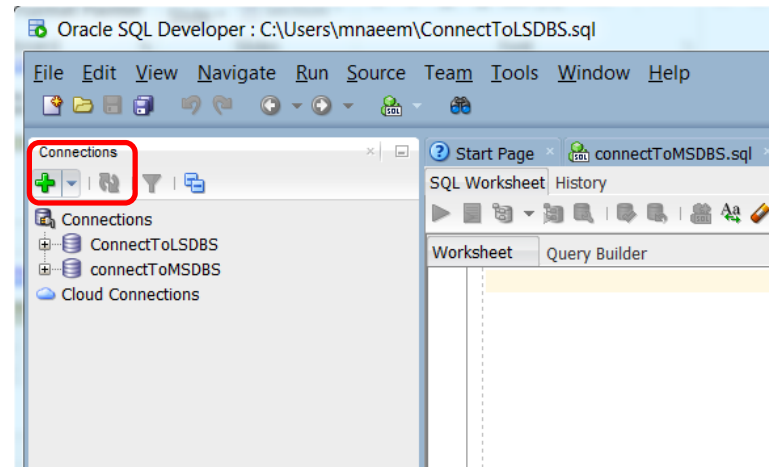 Oracle SQL Developer : C:\Users\mnaeem\ConnectToLSDBS.sql
File Edit View Navigate Run Source Team Tools Window Help
SQL
Connections
Start Page connectToMSDBS.sql
SQL Worksheet History
Connections
ConnectToLSDBS
connectToMSDBS
Cloud Connections
Worksheet Query Builder